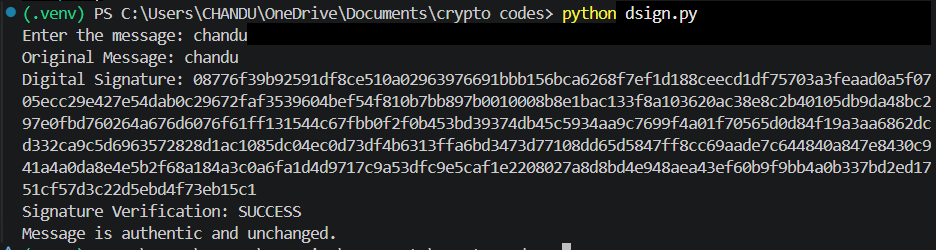 (.venv) PS C:\Users\CHANDU\OneDrive\Documents\crypto codes> python dsign.py
Enter the message: chandu
Original Message: chandu
Digital Signature: 08776f39b92591df8ce510a02963976691bbb156bca6268f7ef1d188ceecd1df75703a3feaad0a5f07
05ecc29e427e54dab0c29672faf3539604bef54f810b7bb897b0010008b8e1bac133f8a103620ac38e8c2b40105db9da48bc2
97e0fbd760264a676d6076f61ff131544c67fbb0f2f0b453bd39374db45c5934aa9c7699f4a01f70565d0d84f19a3aa6862dc
d332ca9c5d6963572828d1ac1085dc04ec0d73df4b6313ffa6bd3473d77108dd65d5847ff8cc69aade7c644840a847e8430c9
41a4a0da8e4e5b2f68a184a3c0a6fa1d4d9717c9a53dfc9e5caf1e2208027a8d8bd4e948aea43ef60b9f9bb4a0b337bd2ed17
51cf57d3c22d5ebd4f73eb15c1
Signature Verification: SUCCESS
Message is authentic and unchanged.